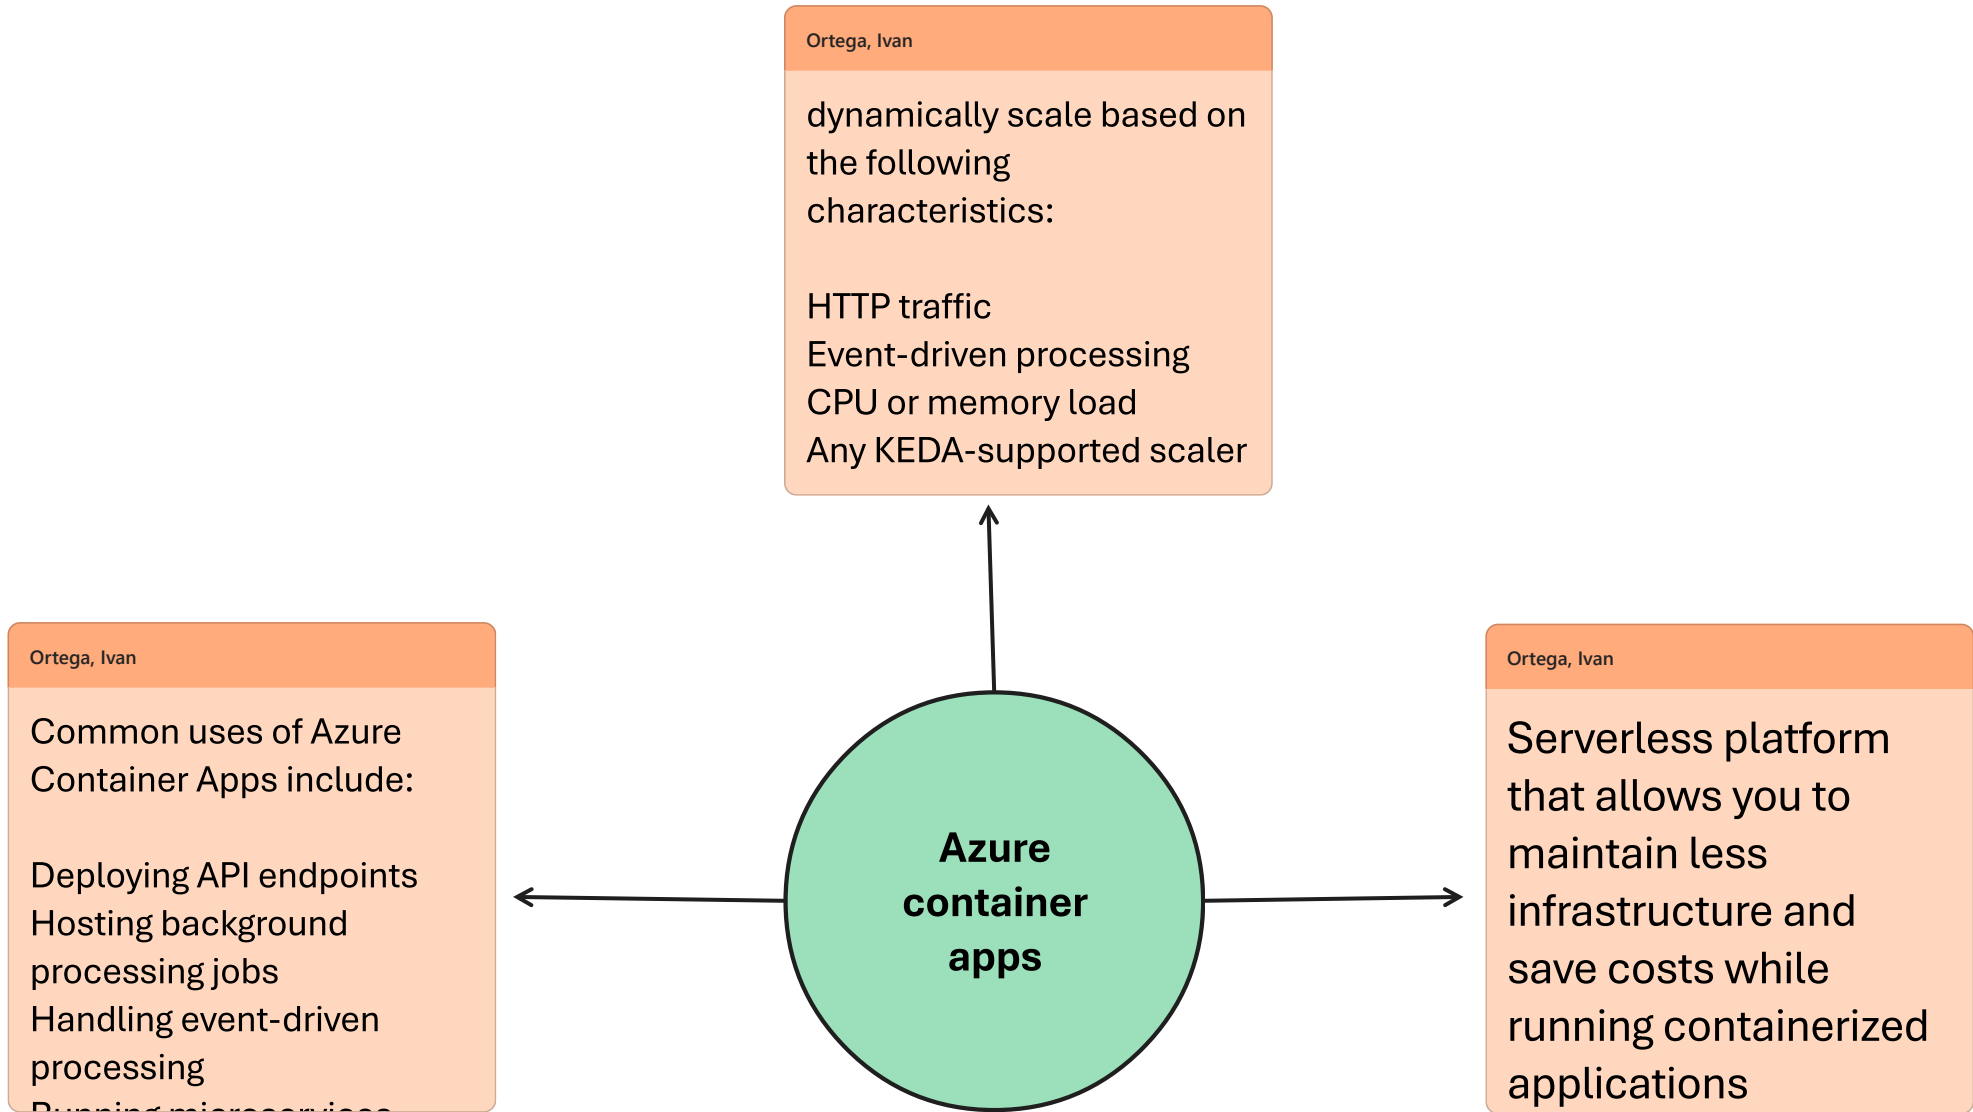 Ortega, Ivan
dynamically scale based on
the following
characteristics:
HTTP traffic
Event-driven processing
CPU or memory load
Any KEDA-supported scaler
Ortega, Ivan
Common uses of Azure
Container Apps include:
Deploying API endpoints
Hosting background
processing jobs
Handling event-driven
processing
Running microservices
Azure
container
apps
Ortega, Ivan
Serverless platform
that allows you to
maintain less
infrastructure and
save costs while
running containerized
applications